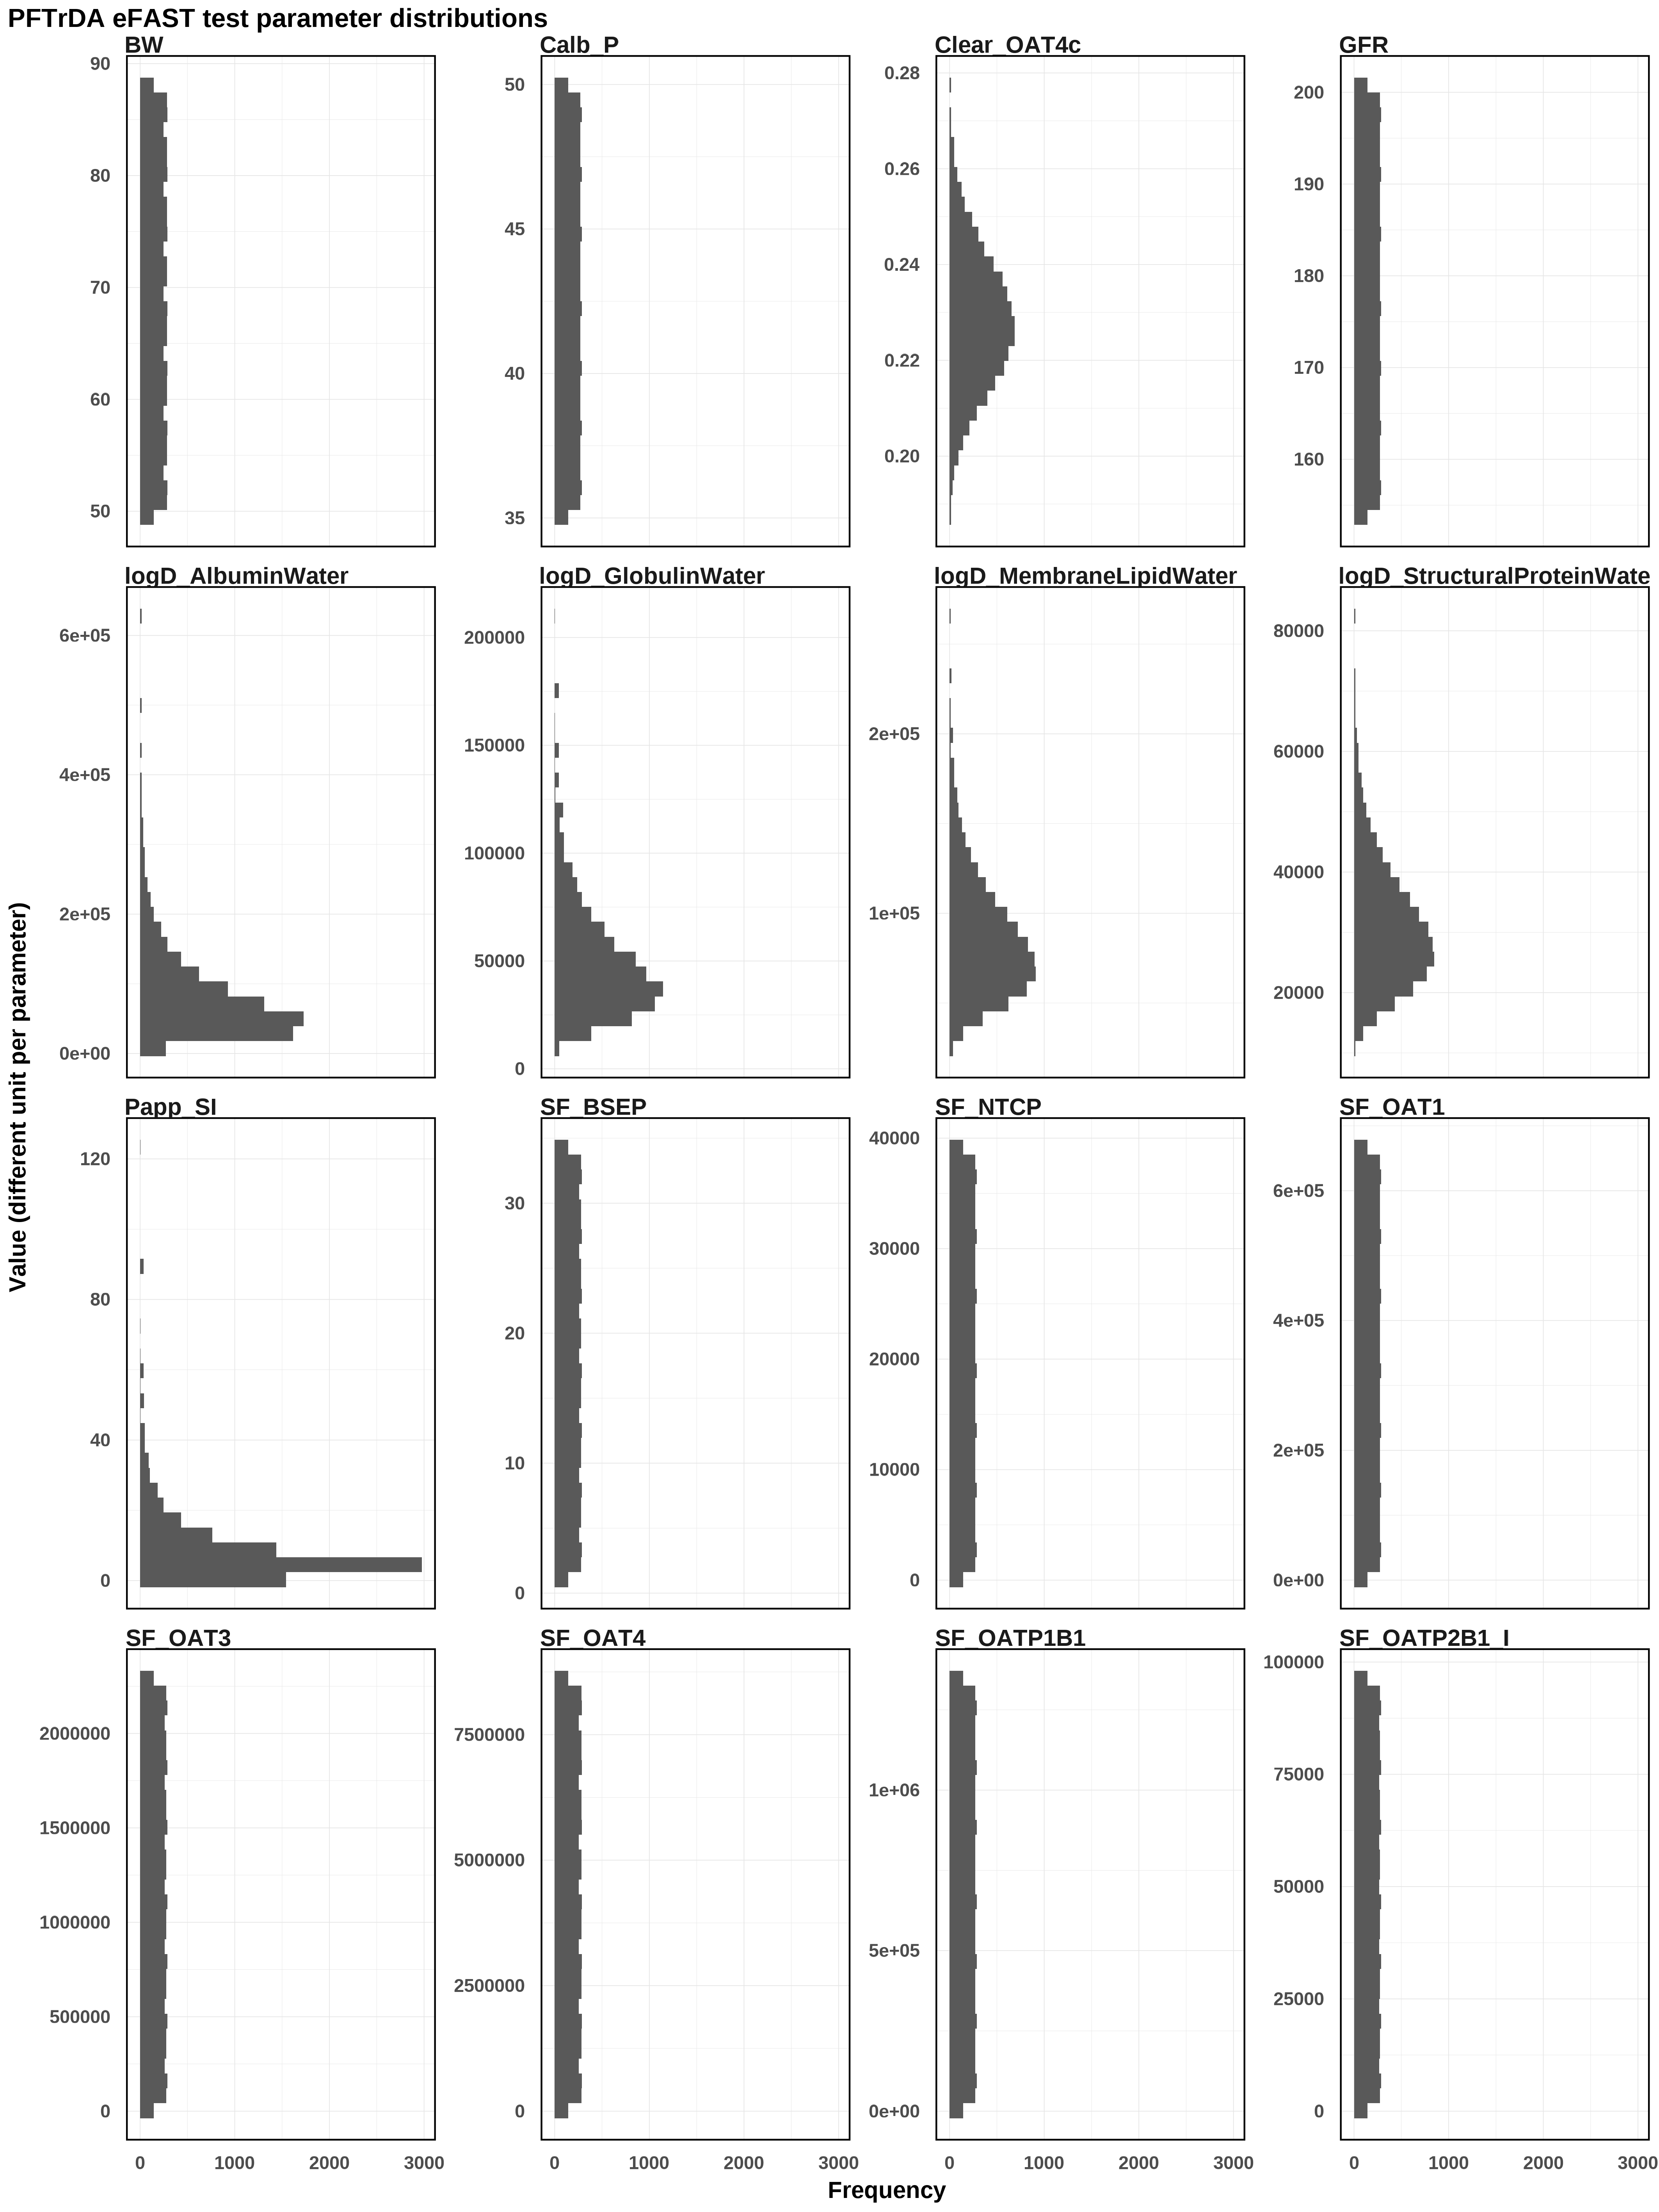 PFTrDA eFAST test parameter distributions
BW
Calb_P
Clear_OAT4c
GFR
90
80
70
60
50
50
45
40
35
0.28
0.26
0.24
0.22
0.20
200
190
180
170
160
logD_AlbuminWater
logD_GlobulinWater
logD_MembraneLipidWater
logD_StructuralProteinWate
6e+05
4e+05
2e+05
0e+00
200000
150000
100000
50000
0
2e+05
1e+05
80000
60000
40000
20000
Value (different unit per parameter)
Papp_SI
SF_BSEP
SF_NTCP
SF_OAT1
120
80
40
0
30
20
10
0
40000
30000
20000
10000
0
6e+05
4e+05
2e+05
0e+00
SF_OAT3
SF_OAT4
SF_OATP1B1
SF_OATP2B1_I
2000000
1500000
1000000
500000
0
7500000
5000000
2500000
0
1e+06
5e+05
0e+00
100000
75000
50000
25000
0
0 1000 2000 3000
0 1000 2000 3000
0 1000 2000 3000
0 1000 2000 3000
Frequency